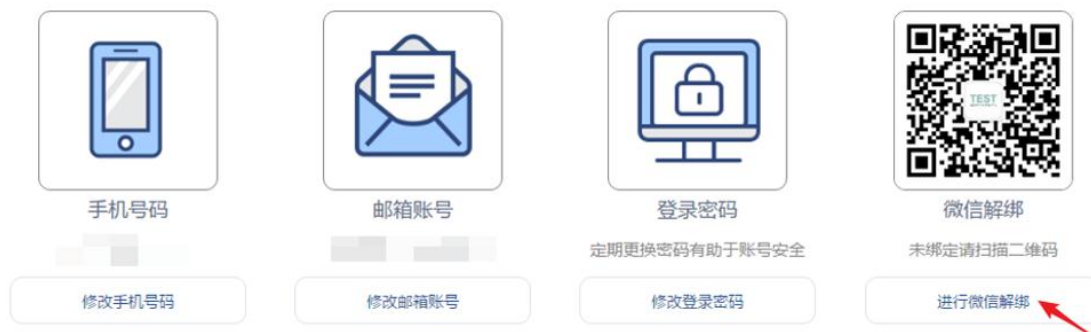 TEST
手机号码
邮箱账号
登录密码
微信解绑
定期更换密码有助于账号安全
未绑定请扫描二维码
修改手机号码
修改邮箱账号
修改登录密码
进行微信解绑